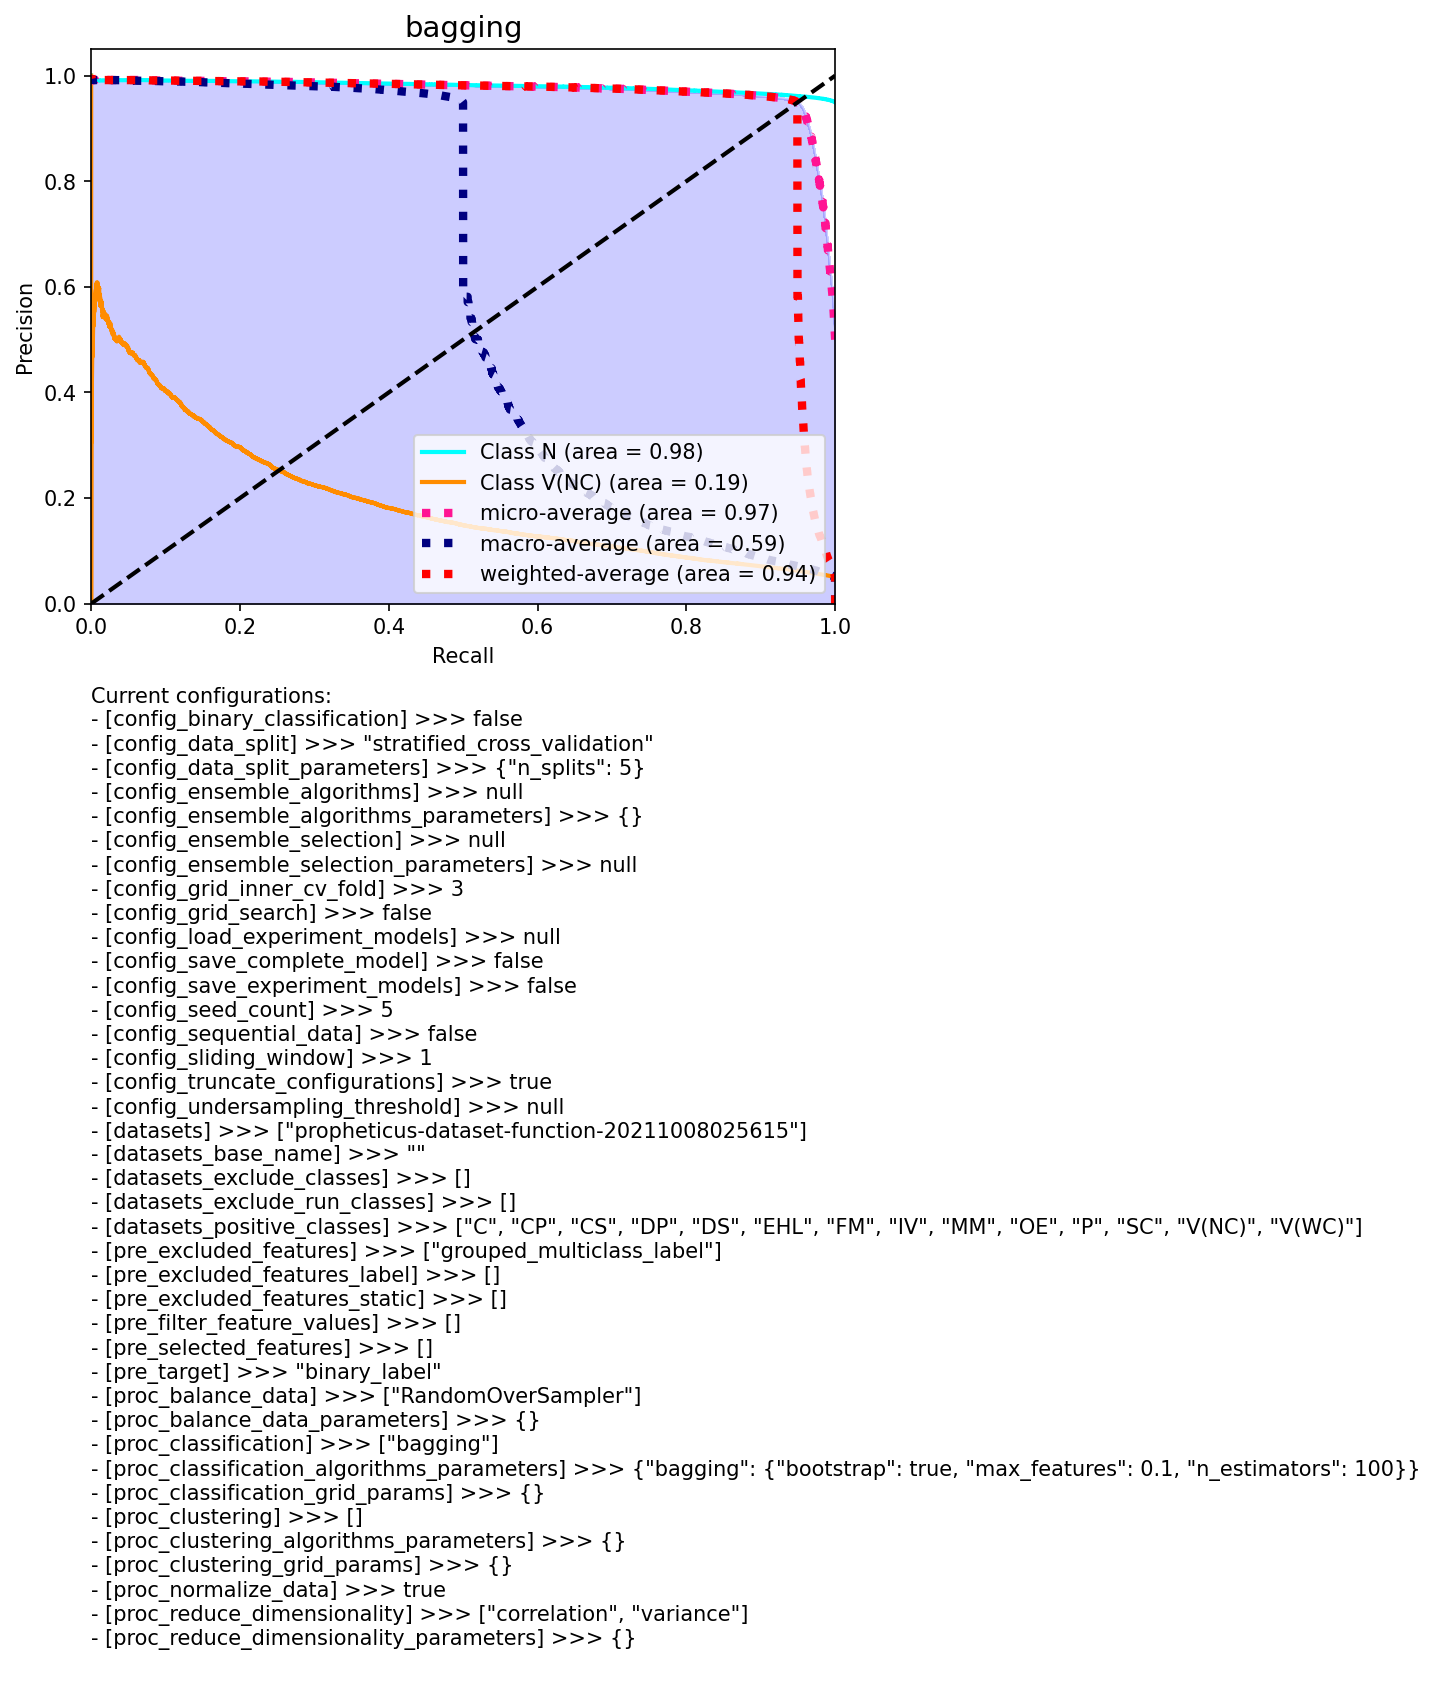 bagging
1.0
0.8
0.6
0.4
0.2
0.0
Precision
Class N (area = 0.98)
Class V(NC) (area = 0.19)
micro-average (area = 0.97)
macro-average (area = 0.59)
weighted-average (area = 0.94)
0.0 0.2 0.4 0.6 0.8 1.0
Recall
Current configurations:
- [config_binary_classification] >>> false
- [config_data_split] >>> "stratified_cross_validation"
- [config_data_split_parameters] >>> {"n_splits": 5}
- [config_ensemble_algorithms] >>> null
- [config_ensemble_algorithms_parameters] >>> {}
- [config_ensemble_selection] >>> null
- [config_ensemble_selection_parameters] >>> null
- [config_grid_inner_cv_fold] >>> 3
- [config_grid_search] >>> false
- [config_load_experiment_models] >>> null
- [config_save_complete_model] >>> false
- [config_save_experiment_models] >>> false
- [config_seed_count] >>> 5
- [config_sequential_data] >>> false
- [config_sliding_window] >>> 1
- [config_truncate_configurations] >>> true
- [config_undersampling_threshold] >>> null
- [datasets] >>> ["propheticus-dataset-function-20211008025615"]
- [datasets_base_name] >>> ""
- [datasets_exclude_classes] >>> []
- [datasets_exclude_run_classes] >>> []
- [datasets_positive_classes] >>> ["C", "CP", "CS", "DP", "DS", "EHL", "FM", "IV", "MM", "OE", "P", "SC", "V(NC)", "V(WC)"]
- [pre_excluded_features] >>> ["grouped_multiclass_label"]
- [pre_excluded_features_label] >>> []
- [pre_excluded_features_static] >>> []
- [pre_filter_feature_values] >>> []
- [pre_selected_features] >>> []
- [pre_target] >>> "binary_label"
- [proc_balance_data] >>> ["RandomOverSampler"]
- [proc_balance_data_parameters] >>> {}
- [proc_classification] >>> ["bagging"]
- [proc_classification_algorithms_parameters] >>> {"bagging": {"bootstrap": true, "max_features": 0.1, "n_estimators": 100}}
- [proc_classification_grid_params] >>> {}
- [proc_clustering] >>> []
- [proc_clustering_algorithms_parameters] >>> {}
- [proc_clustering_grid_params] >>> {}
- [proc_normalize_data] >>> true
- [proc_reduce_dimensionality] >>> ["correlation", "variance"]
- [proc_reduce_dimensionality_parameters] >>> {}